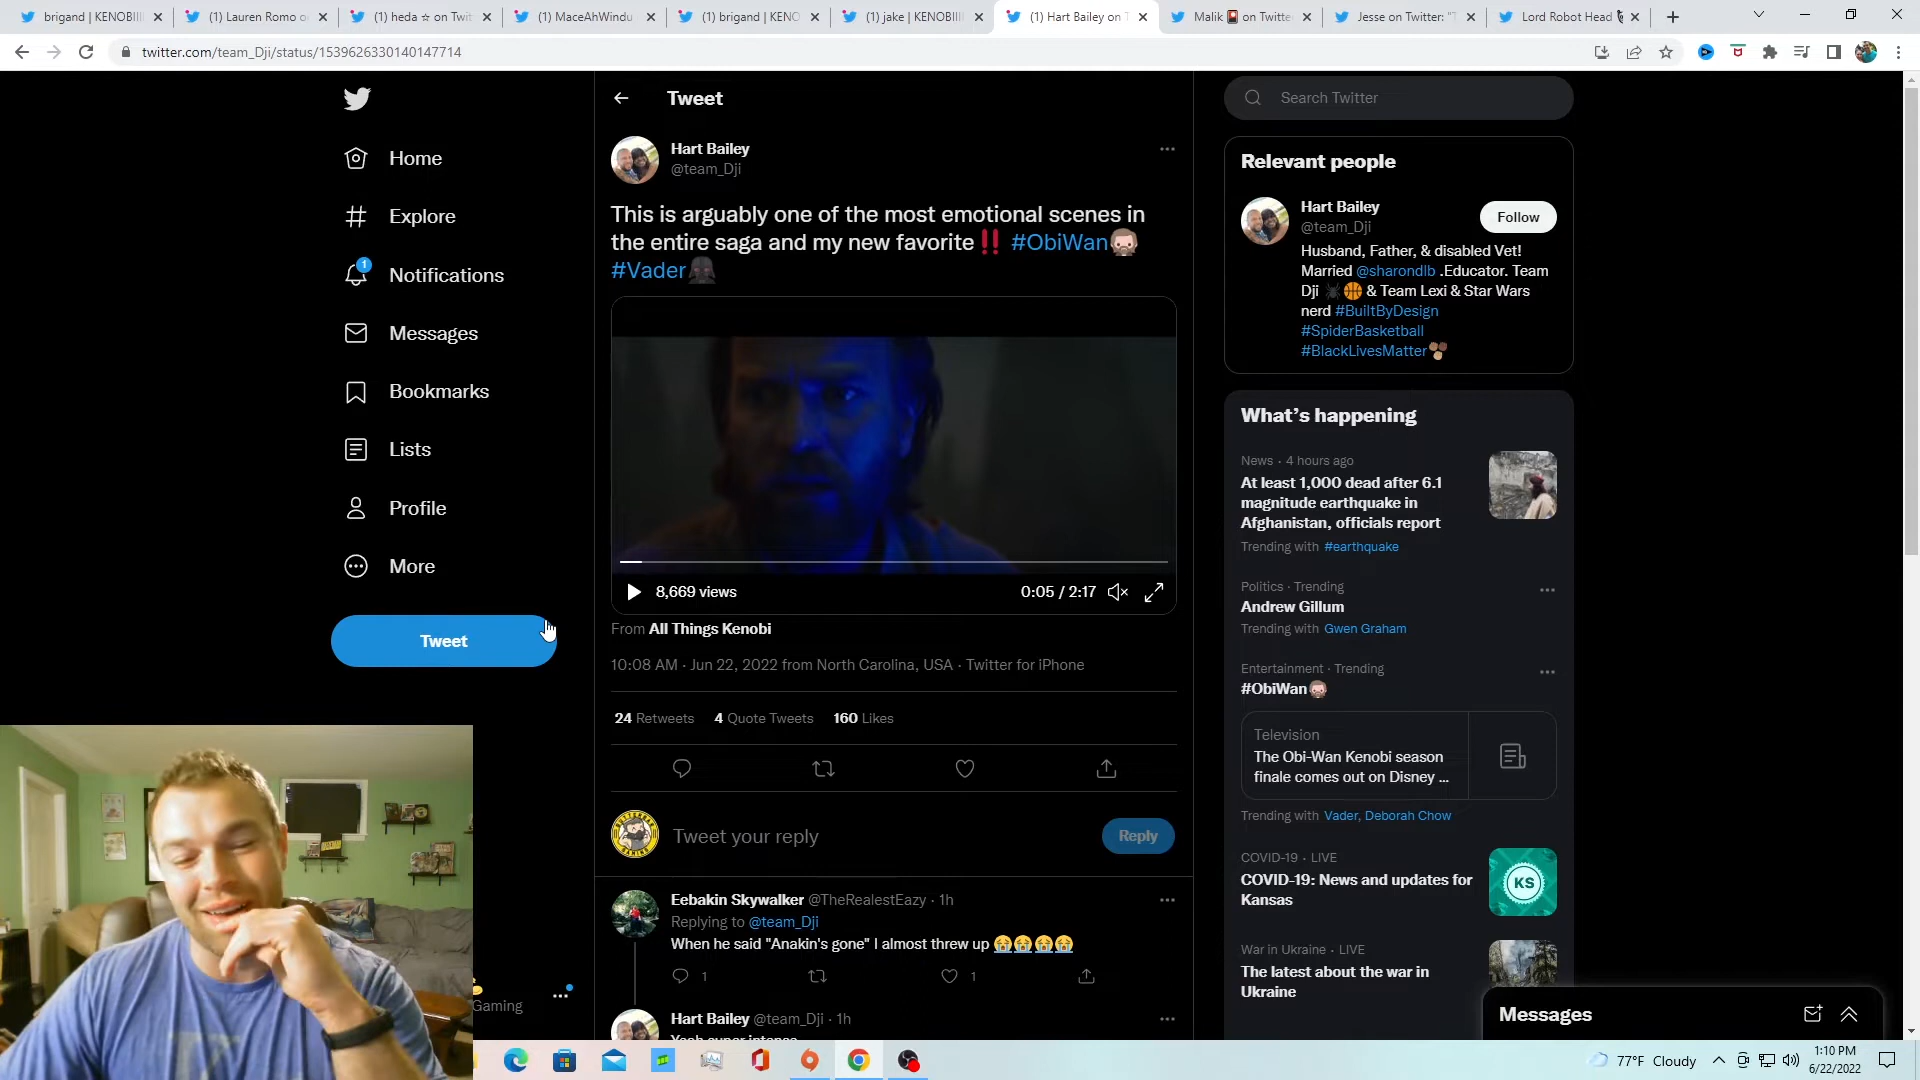 brigand | KENOBIIII
(1) Lauren Romo o
(1) heda ☆ on Twit
(1) MaceAhWindu
(1) brigand | KENO
(1) jake | KENOBIIII
(1) Hart Bailey on T
Malik 🎴 on Twitte
Jesse on Twitter: "T
Lord Robot Head
twitter.com/team_Dji/status/1539626330140147714
Home
Explore
1
Notifications
Messages
Bookmarks
Lists
Profile
More
Tweet
Gaming
Tweet
Hart Bailey
@team_Dji
This is arguably one of the most emotional scenes in
the entire saga and my new favorite‼️ #ObiWan
#Vader
8,669 views
0:05 / 2:17
From All Things Kenobi
10:08 AM · Jun 22, 2022 from North Carolina, USA · Twitter for iPhone
24 Retweets 4 Quote Tweets 160 Likes
Tweet your reply
Reply
Eebakin Skywalker @TheRealestEazy · 1h
Replying to @team_Dji
When he said "Anakin's gone" I almost threw up 😭😭😭😭
1
1
Hart Bailey @team_Dji · 1h
Yeah super intense
Search Twitter
Relevant people
Hart Bailey
@team_Dji
Follow
Husband, Father, & disabled Vet!
Married @sharondlb .Educator. Team
Dji 🕷🏀 & Team Lexi & Star Wars
nerd #BuiltByDesign
#SpiderBasketball
#BlackLivesMatter
What's happening
News · 4 hours ago
At least 1,000 dead after 6.1
magnitude earthquake in
Afghanistan, officials report
Trending with #earthquake
Politics · Trending
Andrew Gillum
Trending with Gwen Graham
Entertainment · Trending
#ObiWan
Television
The Obi-Wan Kenobi season
finale comes out on Disney ...
Trending with Vader, Deborah Chow
COVID-19 · LIVE
COVID-19: News and updates for
Kansas
KS
War in Ukraine · LIVE
The latest about the war in
Ukraine
Messages
77°F Cloudy
1:10 PM
6/22/2022